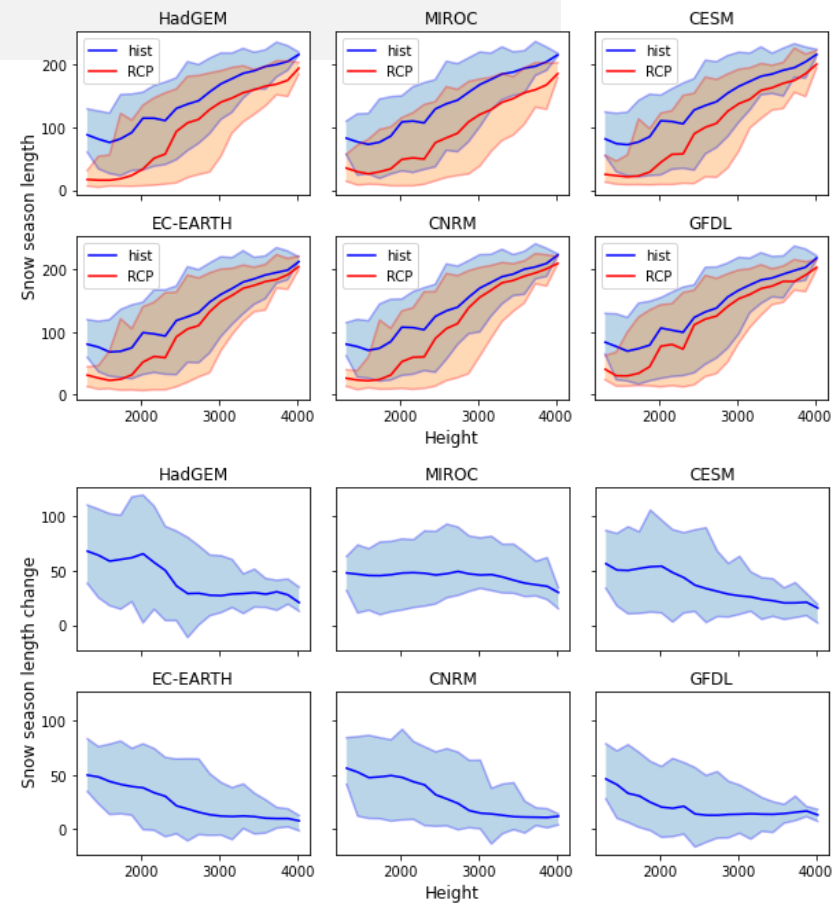 HadGEM MIROC CESM
200
100
0
hist
RCP
hist
RCP
hist
RCP
Snow season length
EC-EARTH CNRM GFDL
200
100
0
hist
RCP
hist
RCP
hist
RCP
2000 3000 4000 2000 3000 4000 2000 3000 4000
Height
HadGEM MIROC CESM
100
50
0
Snow season length change
EC-EARTH CNRM GFDL
100
50
0
2000 3000 4000 2000 3000 4000 2000 3000 4000
Height